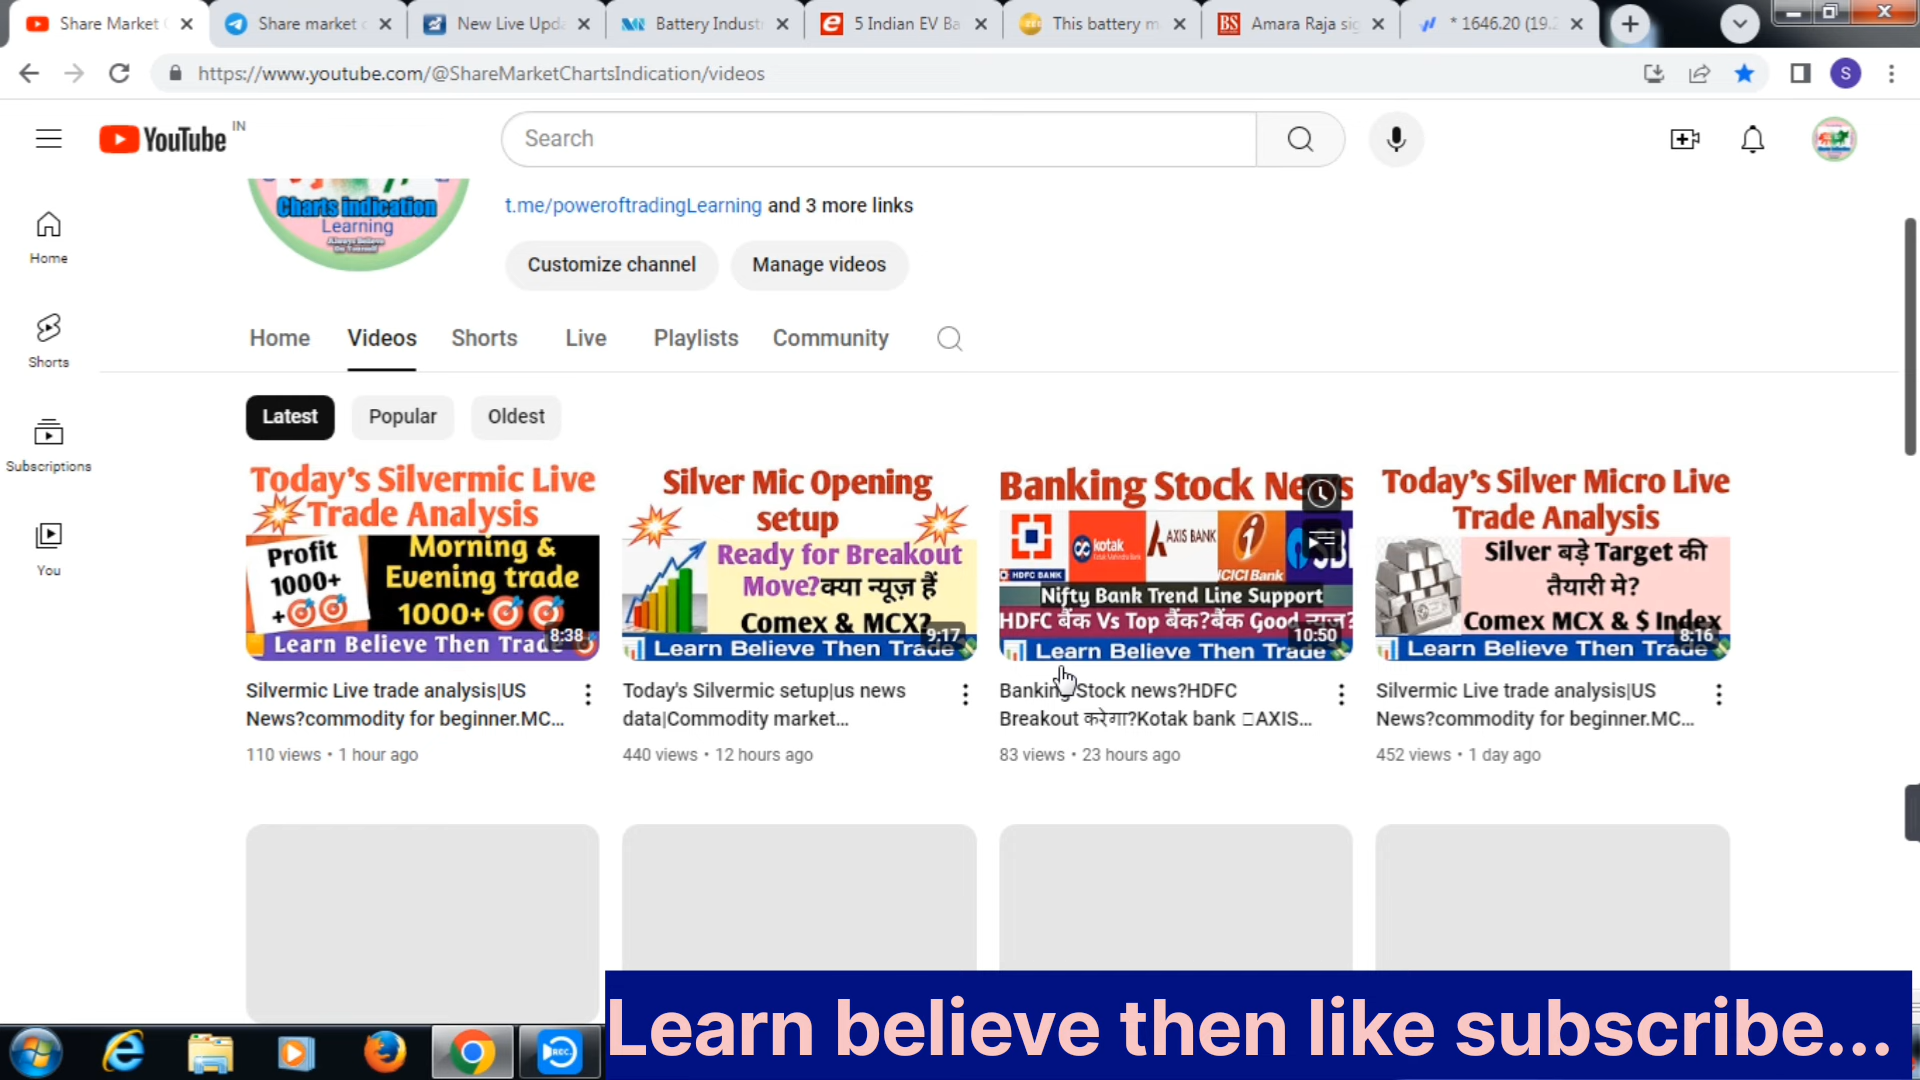 Share Market
Share market
New Live Upda
Battery Indust
5 Indian EV Ba
This battery m
Amara Raja sig
* 1646.20 (19.2
https://www.youtube.com/@ShareMarketChartsIndication/videos
S
YouTube IN
Search
Charts indication
Learning
Always Believe
t.me/poweroftradingLearning and 3 more links
Customize channel
Manage videos
Home
Shorts
Subscriptions
You
Home Videos Shorts Live Playlists Community
Latest Popular Oldest
Today's Silvermic Live
Trade Analysis
Profit
1000+
+
Morning &
Evening trade
1000+
8:38
Learn Believe Then Trade
Silvermic Live trade analysis|US
News?commodity for beginner.MC...
110 views • 1 hour ago
Silver Mic Opening
setup
Ready for Breakout
Move?क्या न्यूज़ हैं
Comex & MCX?
9:17
Learn Believe Then Trade
Today's Silvermic setup|us news
data|Commodity market...
440 views • 12 hours ago
Banking Stock News
HDFC BANK
kotak
Kotak Mahindra Bank
AXIS BANK
ICICI Bank
SBI
Nifty Bank Trend Line Support
HDFC बैंक Vs Top बैंक?बैंक Good न्यूज?
10:50
Learn Believe Then Trade
Banking Stock news?HDFC
Breakout करेगा?Kotak bank □AXIS...
83 views • 23 hours ago
Today's Silver Micro Live
Trade Analysis
Silver बड़े Target की
तैयारी मे?
Comex MCX & $ Index
8:16
Learn Believe Then Trade
Silvermic Live trade analysis|US
News?commodity for beginner.MC...
452 views • 1 day ago
REC
Learn believe then like subscribe...